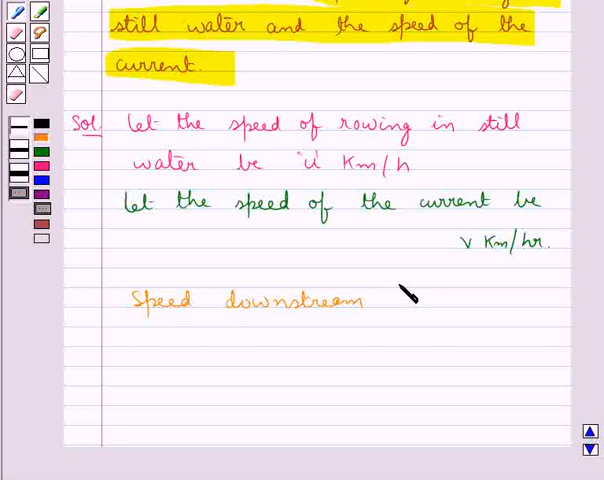 still water and the speed of the
current.
Sol. Let the speed of rowing in still
water be 'u' Km/h
Let the speed of the current be
v Km/hr.
Speed downstream